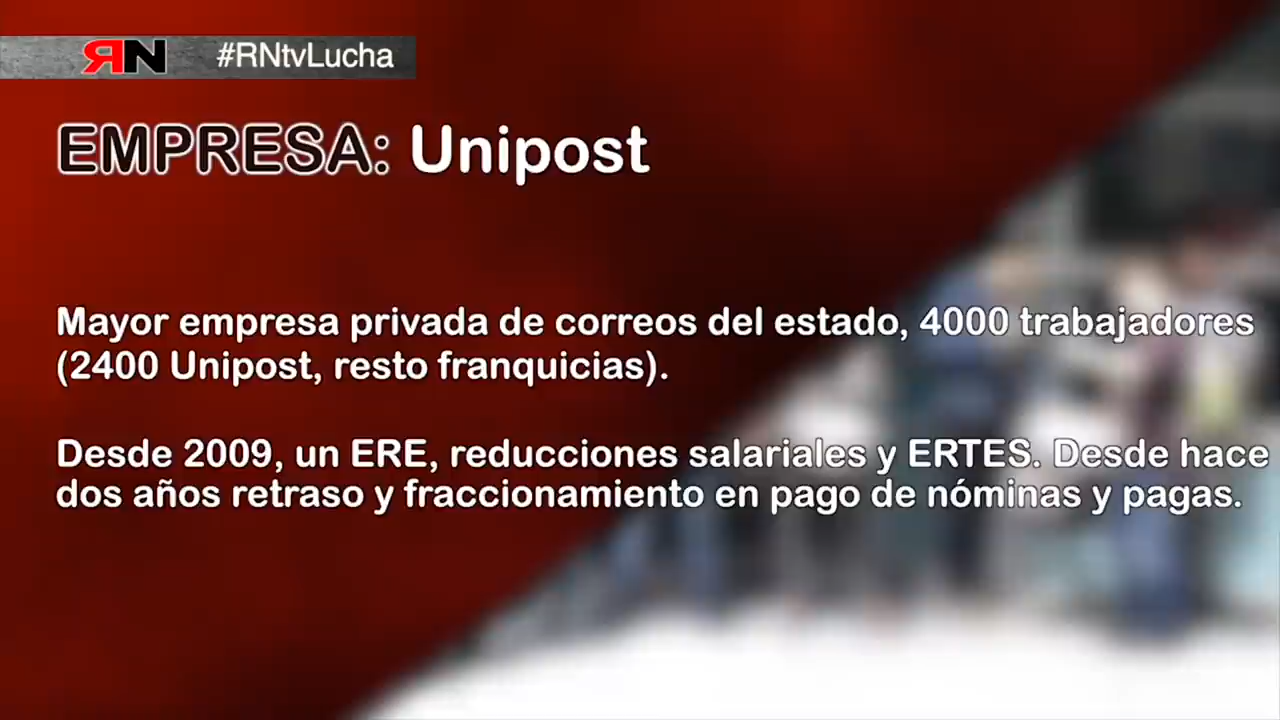 RN #RNtvLucha
EMPRESA: Unipost
Mayor empresa privada de correos del estado, 4000 trabajadores
(2400 Unipost, resto franquicias).
Desde 2009, un ERE, reducciones salariales y ERTES. Desde hace
dos años retraso y fraccionamiento en pago de nóminas y pagas.